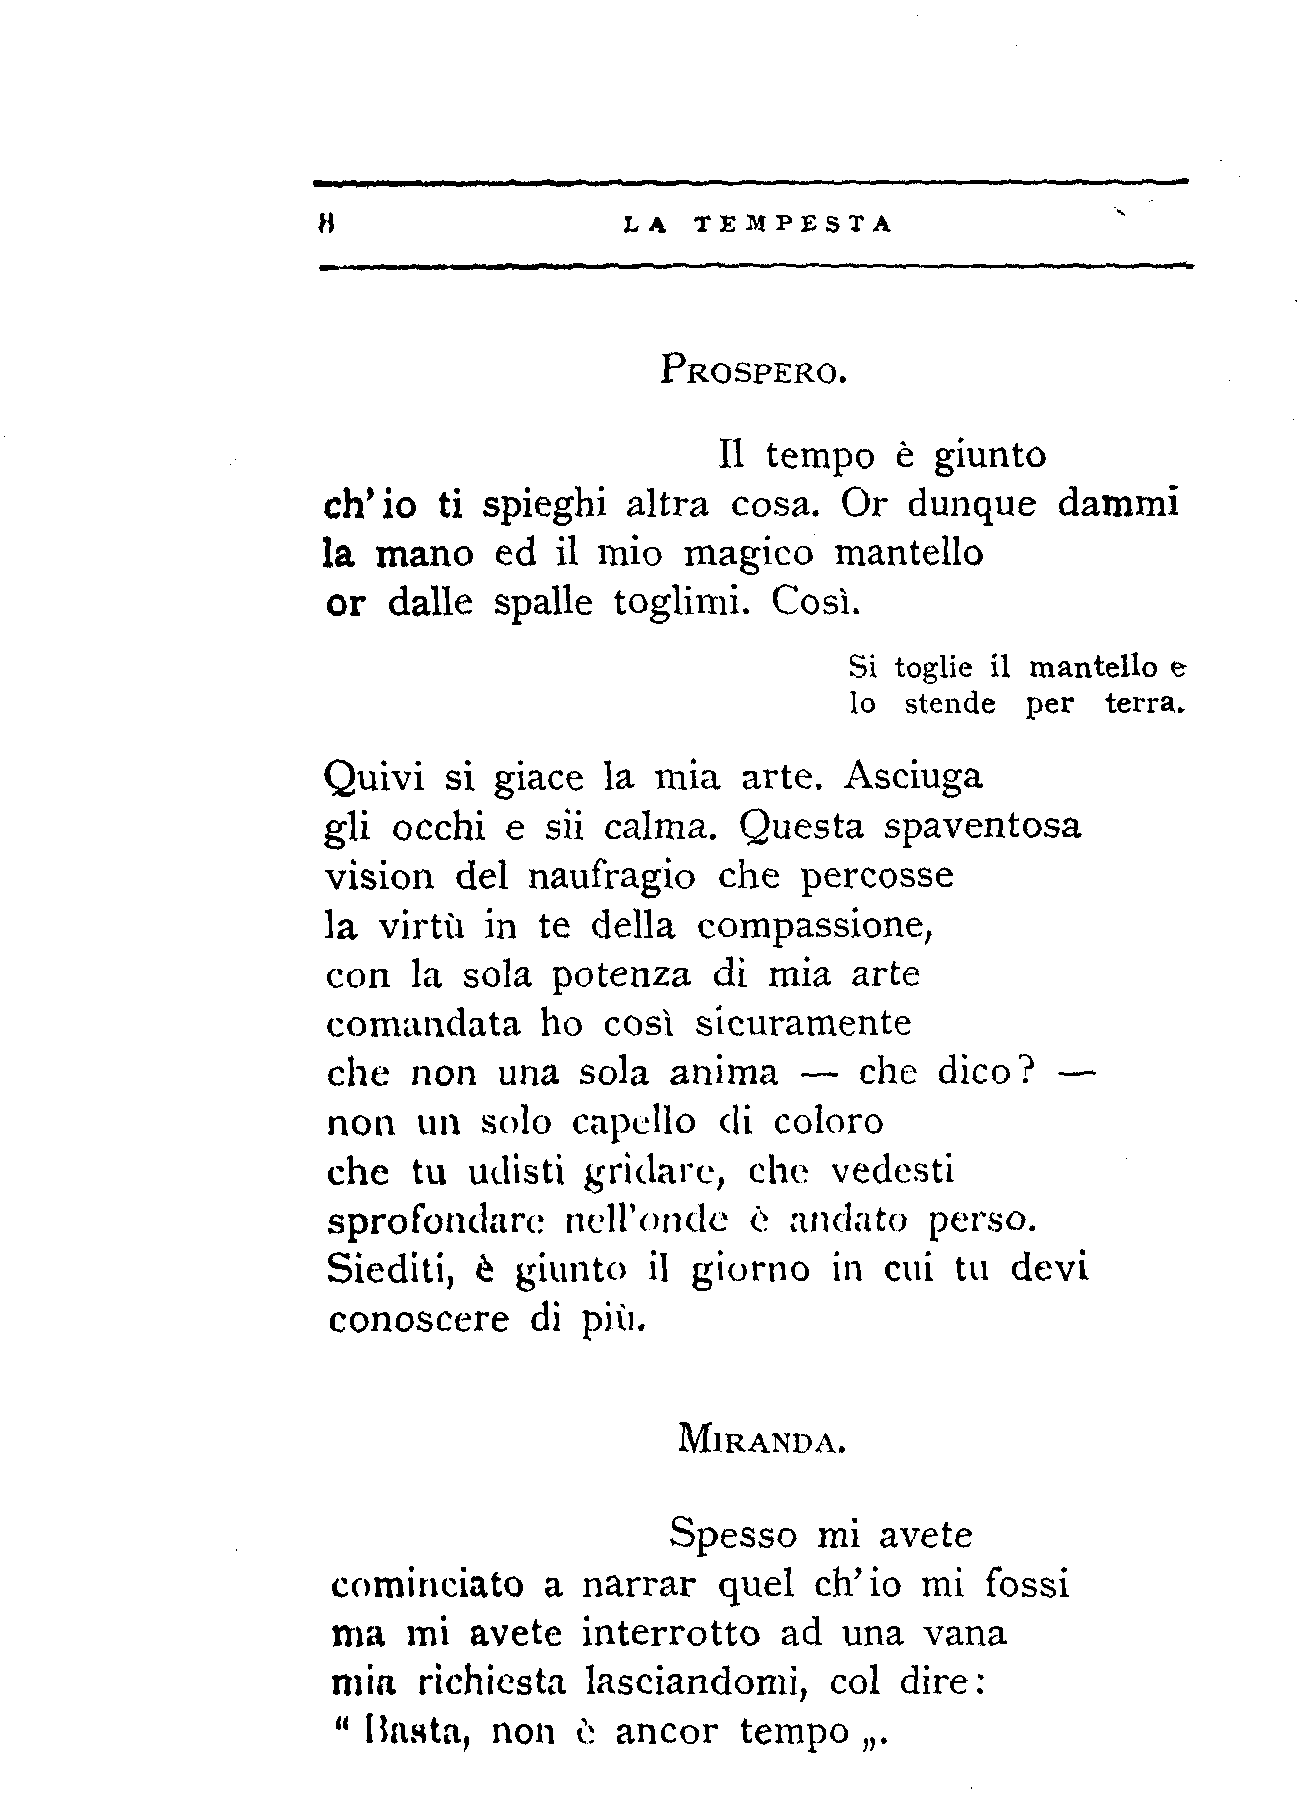 8 LA TEMPESTA
PROSPERO.
Il tempo è giunto
ch' io ti spieghi altra cosa. Or dunque dammi
la mano ed il mio magico mantello
or dalle spalle toglimi. Così.
Si toglie il mantello e
lo stende per terra.
Quivi si giace la mia arte. Asciuga
gli occhi e sii calma. Questa spaventosa
vision del naufragio che percosse
la virtù in te della compassione,
con la sola potenza di mia arte
comandata ho così sicuramente
che non una sola anima — che dico? —
non un solo capello di coloro
che tu udisti gridare, che vedesti
sprofondare nell'onde è andato perso.
Siediti, è giunto il giorno in cui tu devi
conoscere di più.
MIRANDA.
Spesso mi avete
cominciato a narrar quel ch' io mi fossi
ma mi avete interrotto ad una vana
mia richiesta lasciandomi, col dire:
“ Basta, non è ancor tempo „.